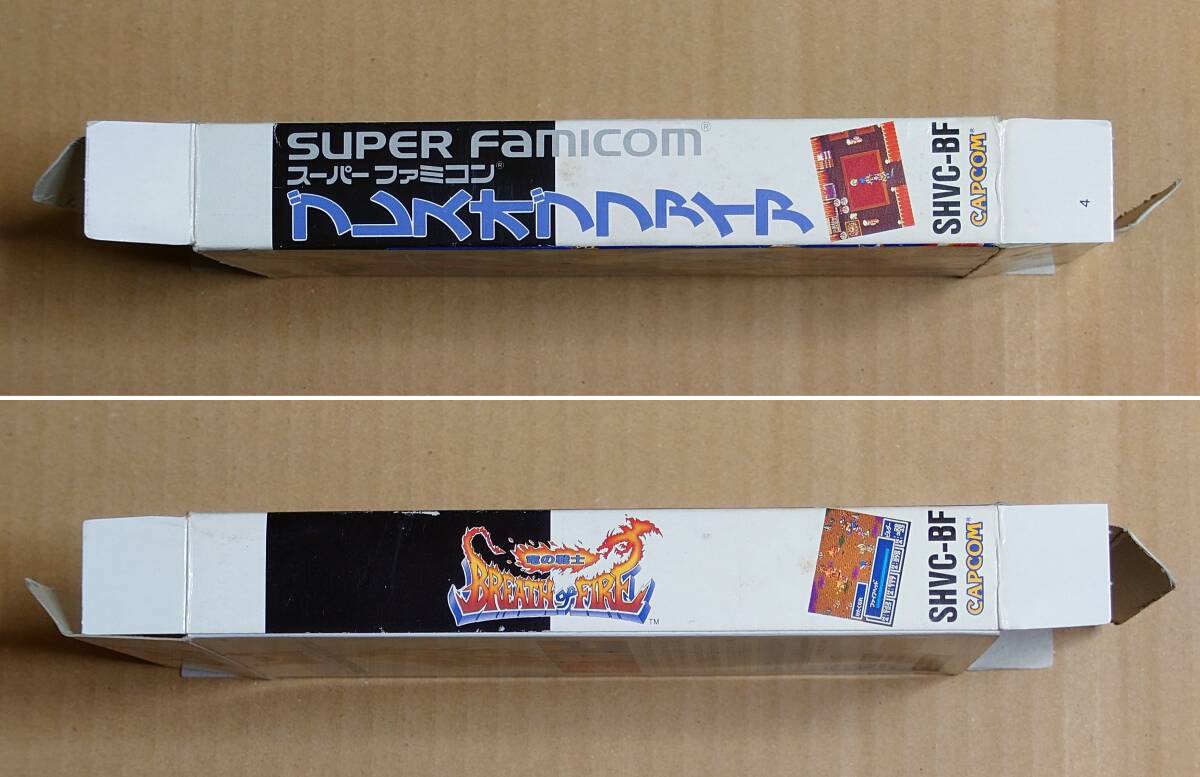 SUPER FAMICOM®
スーパーファミコン®
ブレスオブファイア
SHVC-BF
CAPCOM®
4
竜の戦士
BREATH of FIRE™
SHVC-BF
CAPCOM®